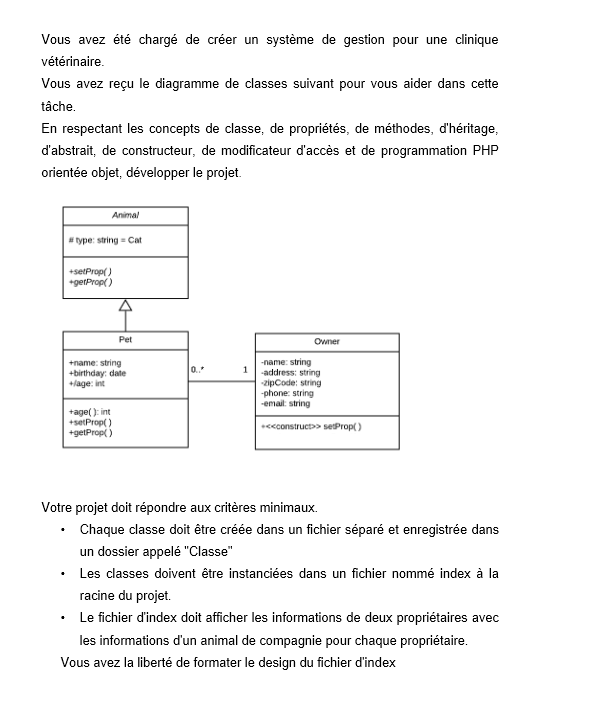 Vous avez été chargé de créer un système de gestion pour une clinique
vétérinaire.
Vous avez reçu le diagramme de classes suivant pour vous aider dans cette
tâche.
En respectant les concepts de classe, de propriétés, de méthodes, d'héritage,
d'abstrait, de constructeur, de modificateur d'accès et de programmation PHP
orientée objet, développer le projet.
Animal
# type: string = Cat
+setProp( )
+getProp( )
Pet
+name: string
+birthday: date
+/age: int
+age( ): int
+setProp( )
+getProp( )
0..*
1
Owner
-name: string
-address: string
-zipCode: string
-phone: string
-email: string
+<<construct>> setProp( )
Votre projet doit répondre aux critères minimaux.
• Chaque classe doit être créée dans un fichier séparé et enregistrée dans
un dossier appelé "Classe"
• Les classes doivent être instanciées dans un fichier nommé index à la
racine du projet.
• Le fichier d'index doit afficher les informations de deux propriétaires avec
les informations d'un animal de compagnie pour chaque propriétaire.
Vous avez la liberté de formater le design du fichier d'index